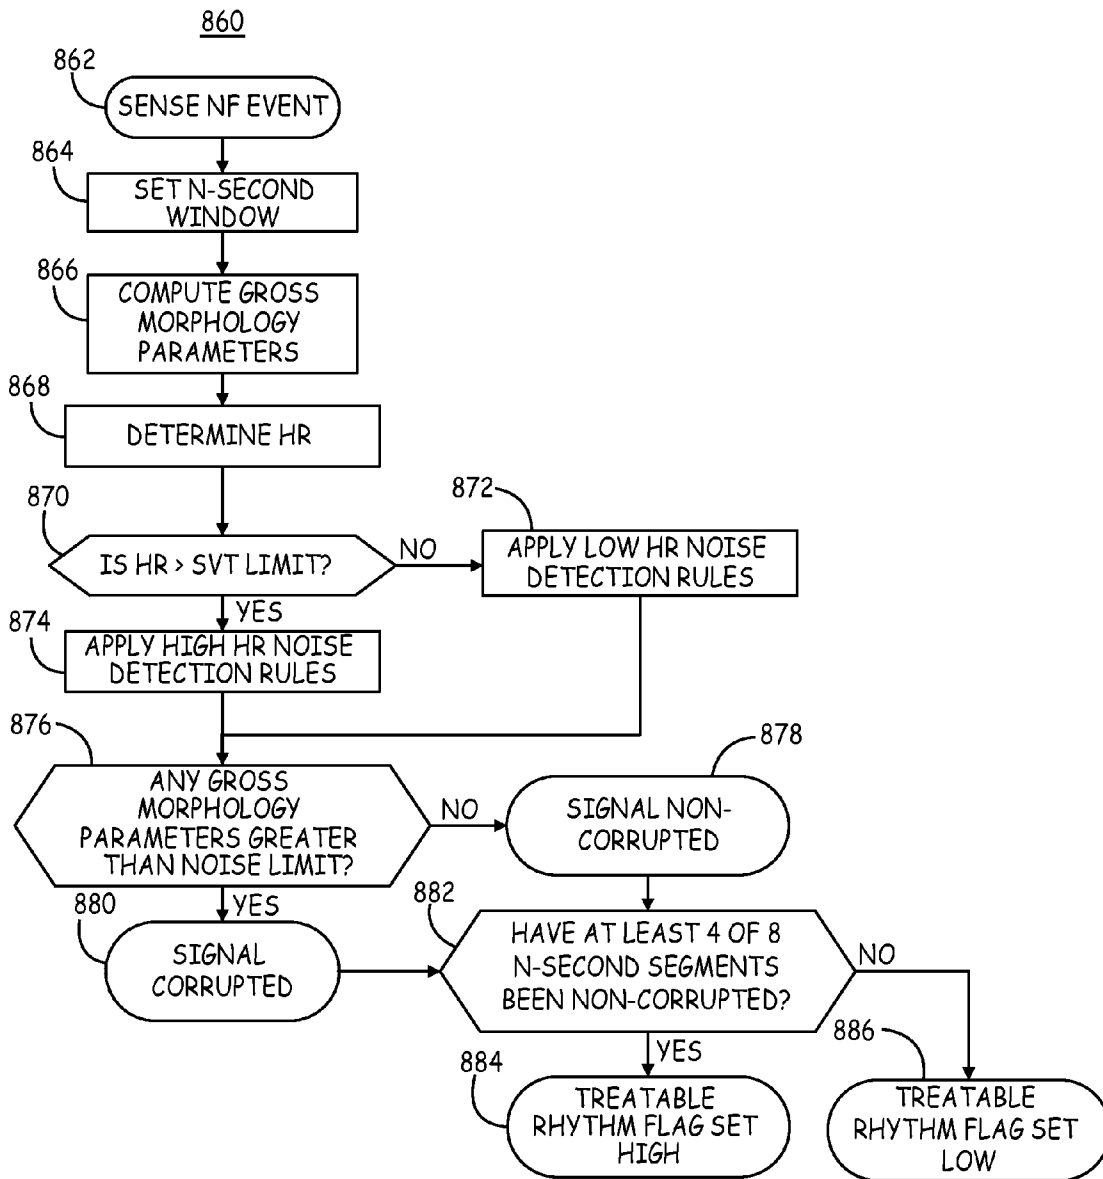 860
862
SENSE NF EVENT
864
SET N-SECOND
WINDOW
866
COMPUTE GROSS
MORPHOLOGY
PARAMETERS
868
DETERMINE HR
870
IS HR > SVT LIMIT?
NO
872
APPLY LOW HR NOISE
DETECTION RULES
YES
874
APPLY HIGH HR NOISE
DETECTION RULES
876
ANY GROSS
MORPHOLOGY
PARAMETERS GREATER
THAN NOISE LIMIT?
NO
878
SIGNAL NON-
CORRUPTED
YES
880
SIGNAL
CORRUPTED
882
HAVE AT LEAST 4 OF 8
N-SECOND SEGMENTS
BEEN NON-CORRUPTED?
NO
YES
884
TREATABLE
RHYTHM FLAG SET
HIGH
886
TREATABLE
RHYTHM FLAG SET
LOW